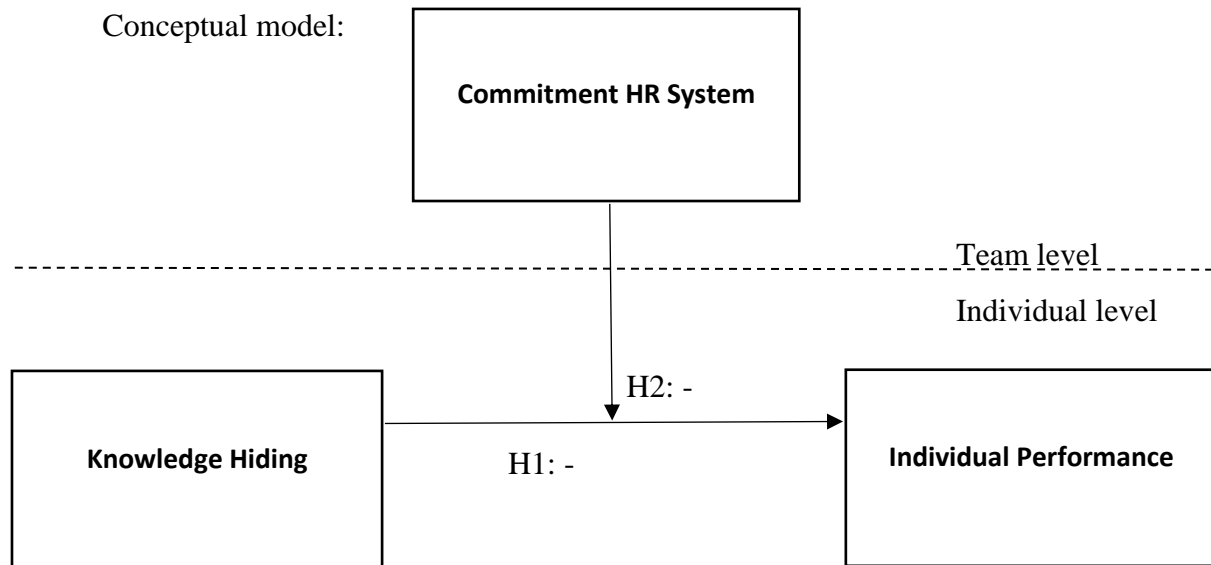 Conceptual model:
Commitment HR System
Team level
Individual level
H2: -
Knowledge Hiding
H1: -
Individual Performance